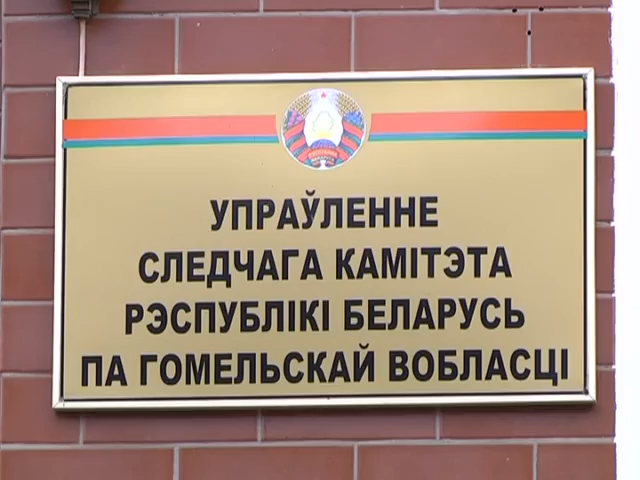 УПРАЎЛЕННЕ
СЛЕДЧАГА КАМІТЭТА
РЭСПУБЛІКІ БЕЛАРУСЬ
ПА ГОМЕЛЬСКАЙ ВОБЛАСЦІ